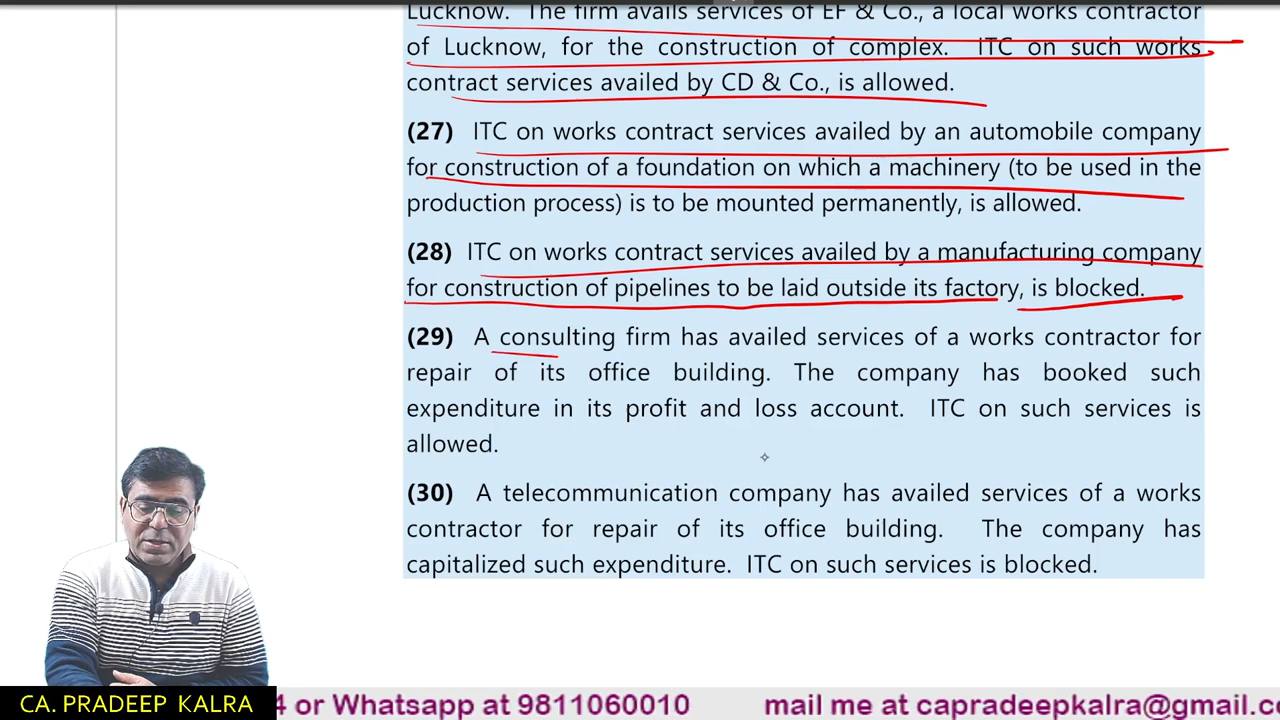 Lucknow. The firm avails services of EF & Co., a local works contractor
of Lucknow, for the construction of complex. ITC on such works
contract services availed by CD & Co., is allowed.
(27) ITC on works contract services availed by an automobile company
for construction of a foundation on which a machinery (to be used in the
production process) is to be mounted permanently, is allowed.
(28) ITC on works contract services availed by a manufacturing company
for construction of pipelines to be laid outside its factory, is blocked.
(29) A consulting firm has availed services of a works contractor for
repair of its office building. The company has booked such
expenditure in its profit and loss account. ITC on such services is
allowed.
(30) A telecommunication company has availed services of a works
contractor for repair of its office building. The company has
capitalized such expenditure. ITC on such services is blocked.
CA. PRADEEP KALRA
4 or Whatsapp at 9811060010 mail me at capradeepkalra@gmail.c